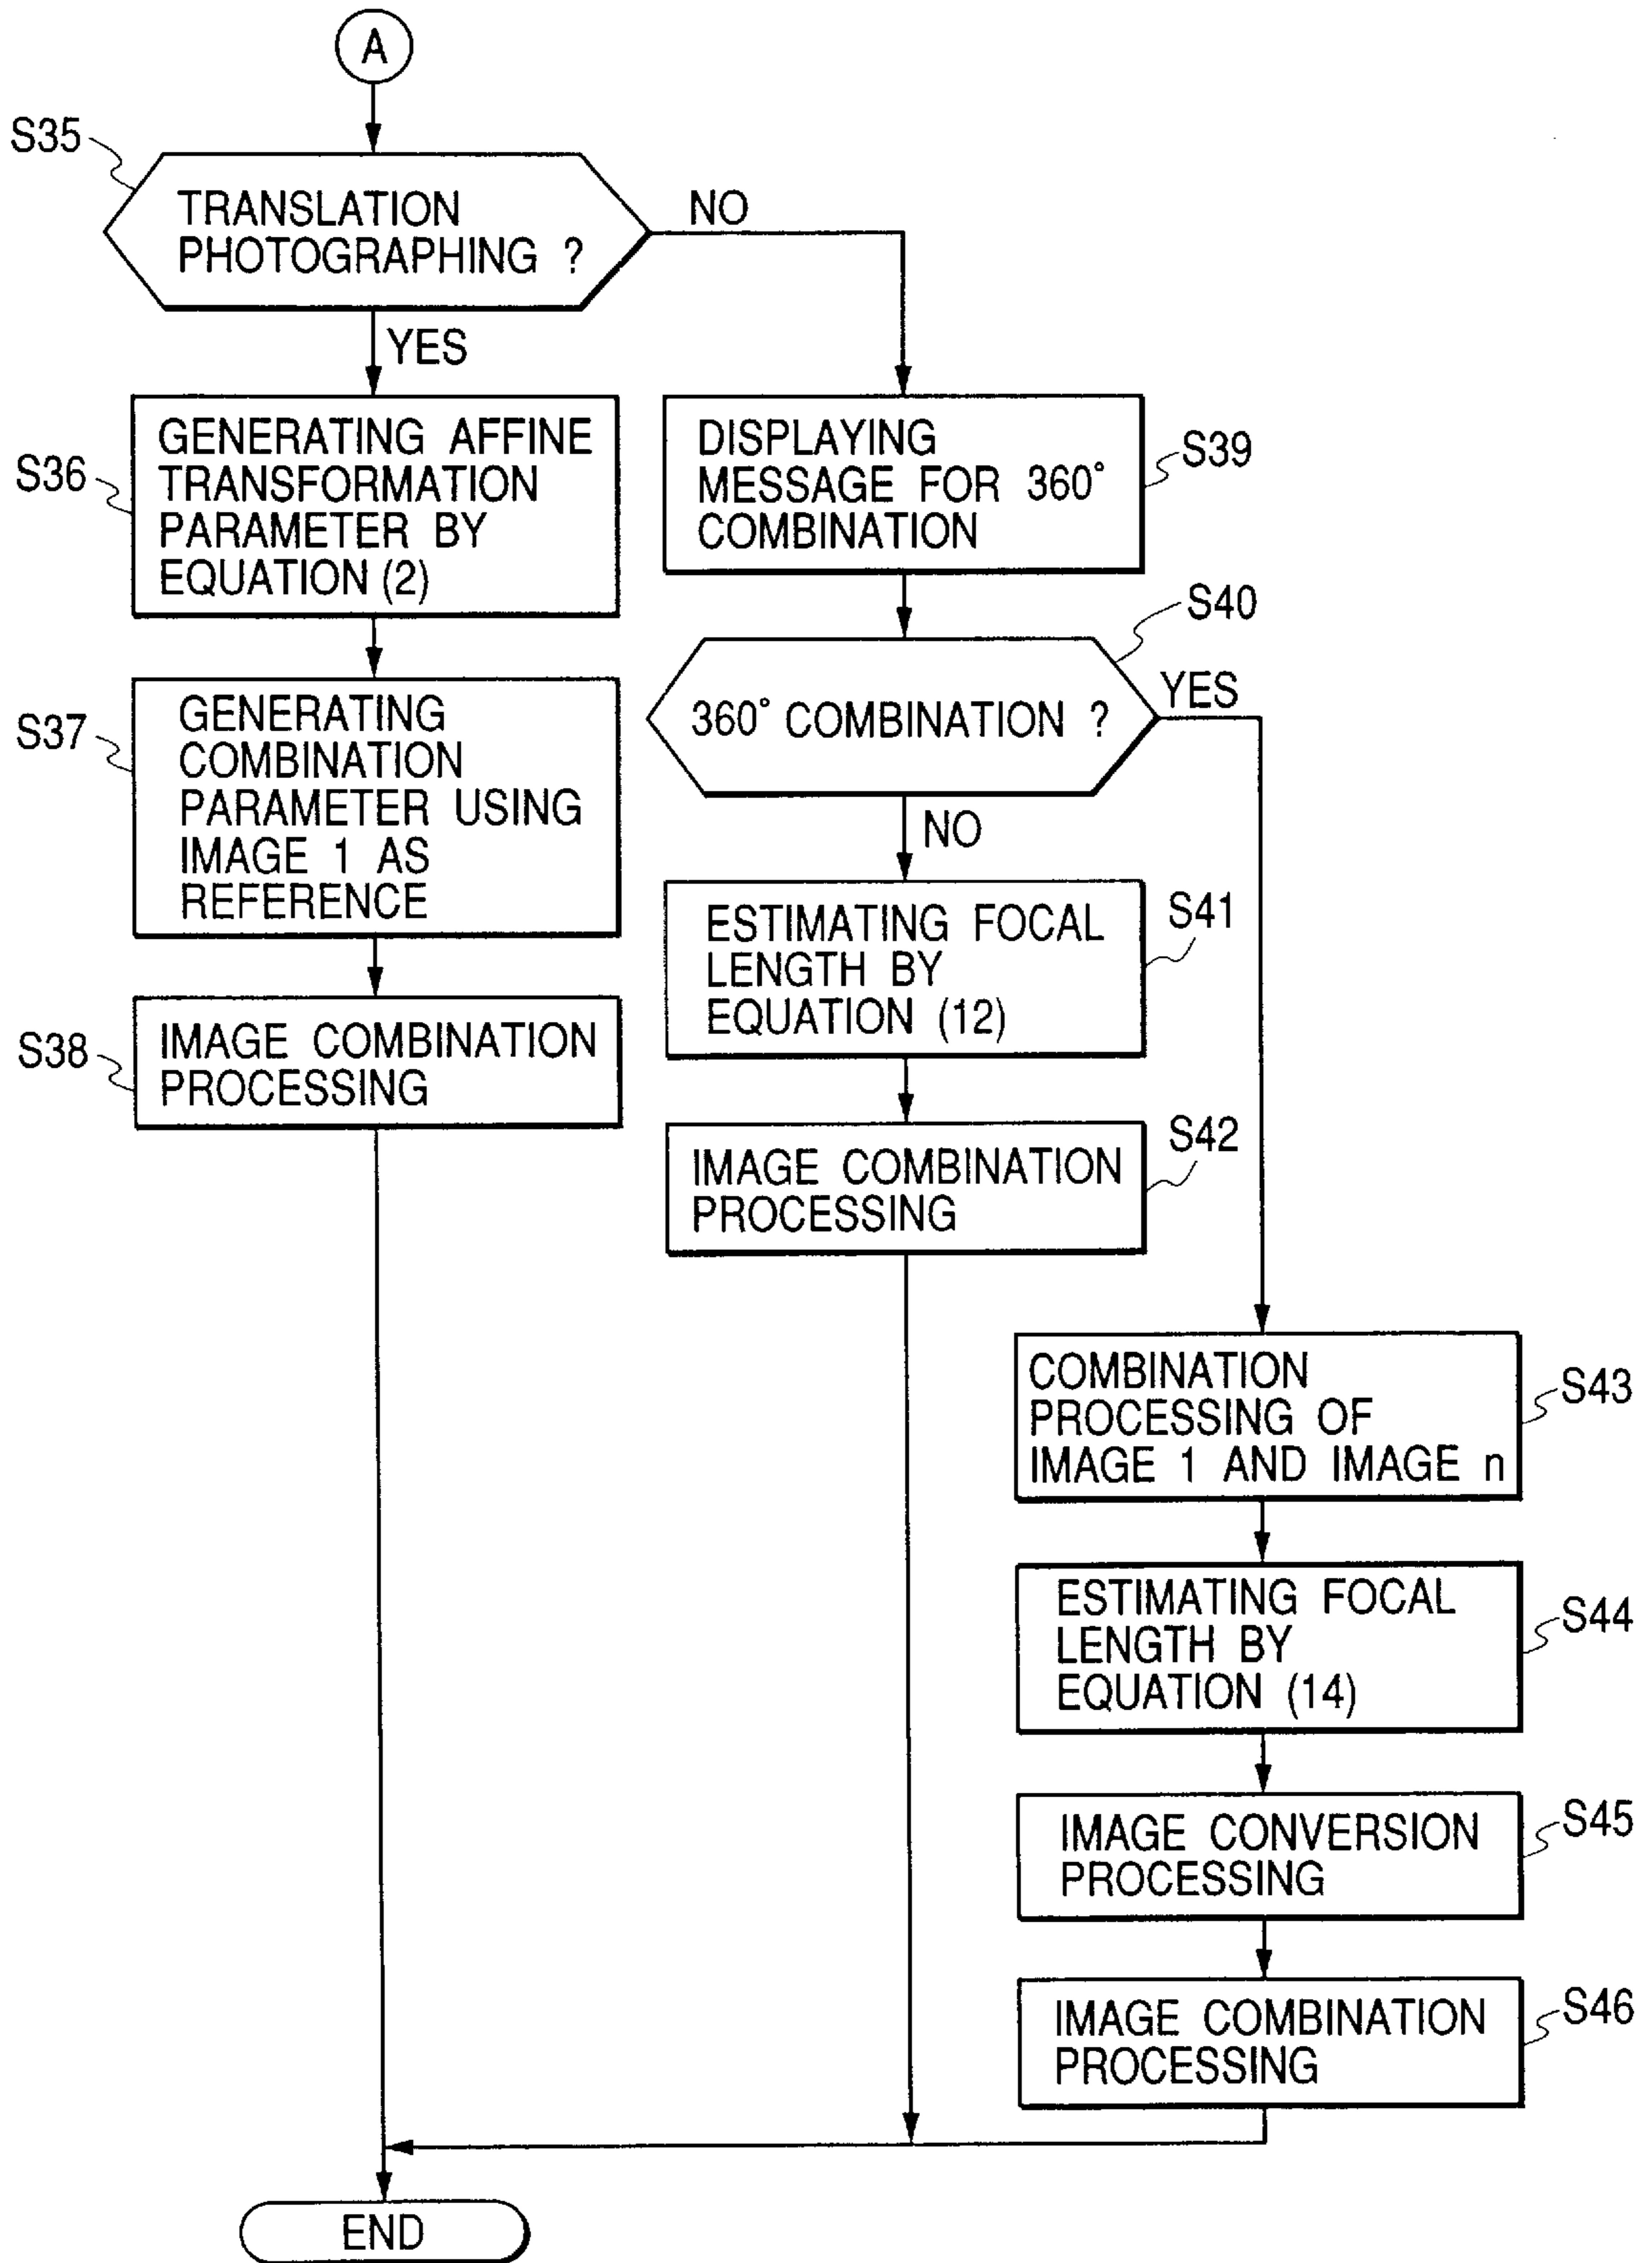 A
S35
TRANSLATION
PHOTOGRAPHING ?
NO
YES
S36
GENERATING AFFINE
TRANSFORMATION
PARAMETER BY
EQUATION (2)
S37
GENERATING
COMBINATION
PARAMETER USING
IMAGE 1 AS
REFERENCE
S38
IMAGE COMBINATION
PROCESSING
DISPLAYING
MESSAGE FOR 360°
COMBINATION
S39
S40
360° COMBINATION ?
YES
NO
ESTIMATING FOCAL
LENGTH BY
EQUATION (12)
S41
IMAGE COMBINATION
PROCESSING
S42
COMBINATION
PROCESSING OF
IMAGE 1 AND IMAGE n
S43
ESTIMATING FOCAL
LENGTH BY
EQUATION (14)
S44
IMAGE CONVERSION
PROCESSING
S45
IMAGE COMBINATION
PROCESSING
S46
END